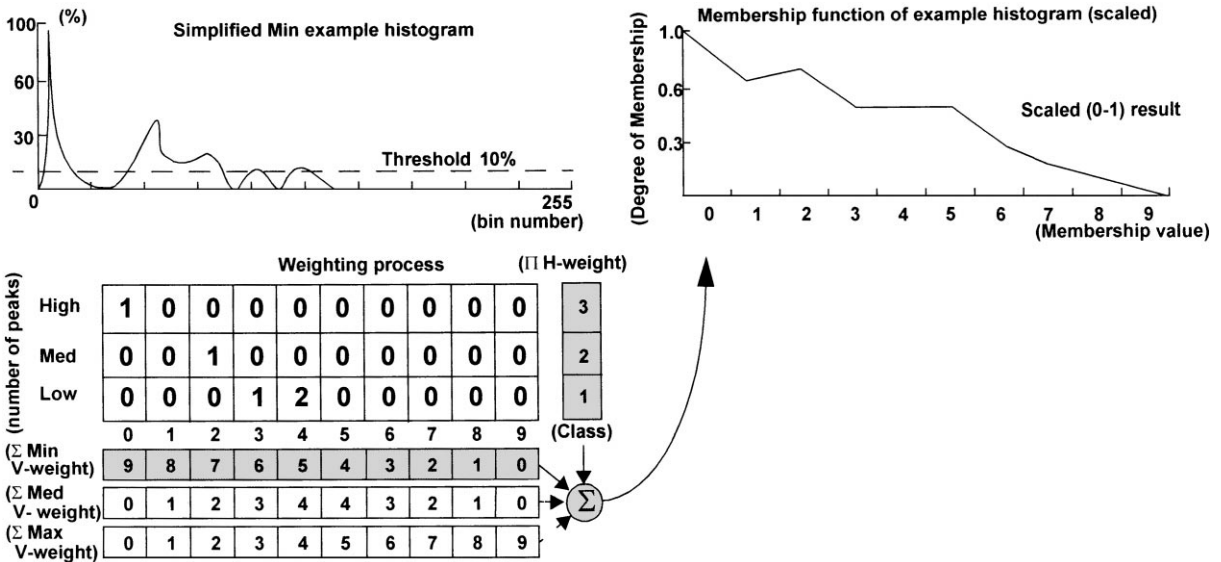 100 (%)
Simplified Min example histogram
60
30
Threshold 10%
0 255
(bin number)
Membership function of example histogram (scaled)
(Degree of Membership)
1.0
0.6
0.3
Scaled (0-1) result
0 1 2 3 4 5 6 7 8 9
(Membership value)
Weighting process (Π H-weight)
(number of peaks)
High 1 0 0 0 0 0 0 0 0 0 3
Med 0 0 1 0 0 0 0 0 0 0 2
Low 0 0 0 1 2 0 0 0 0 0 1
0 1 2 3 4 5 6 7 8 9 (Class)
(Σ Min
V-weight) 9 8 7 6 5 4 3 2 1 0
(Σ Med
V- weight) 0 1 2 3 4 4 3 2 1 0
Σ
(Σ Max
V-weight) 0 1 2 3 4 5 6 7 8 9